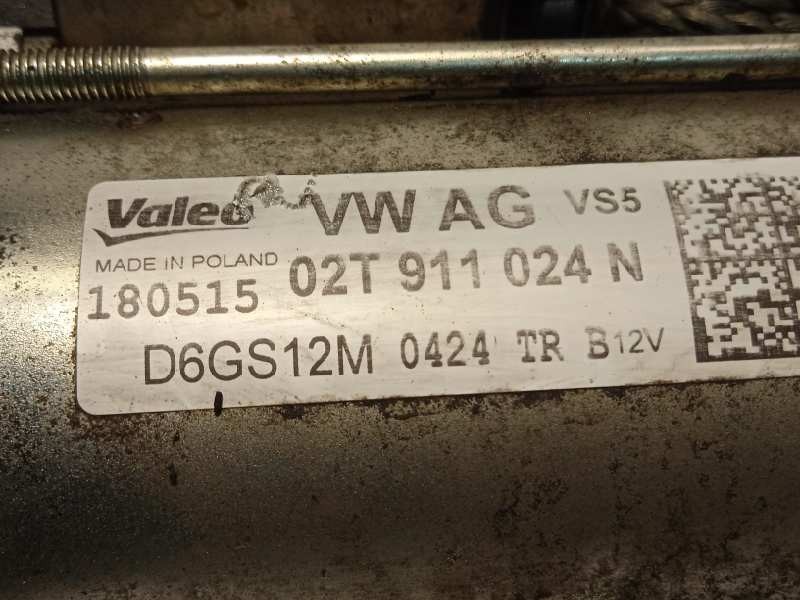 Valeo VW AG VS5
MADE IN POLAND
180515 02T 911 024 N
D6GS12M 0424 TR B12V